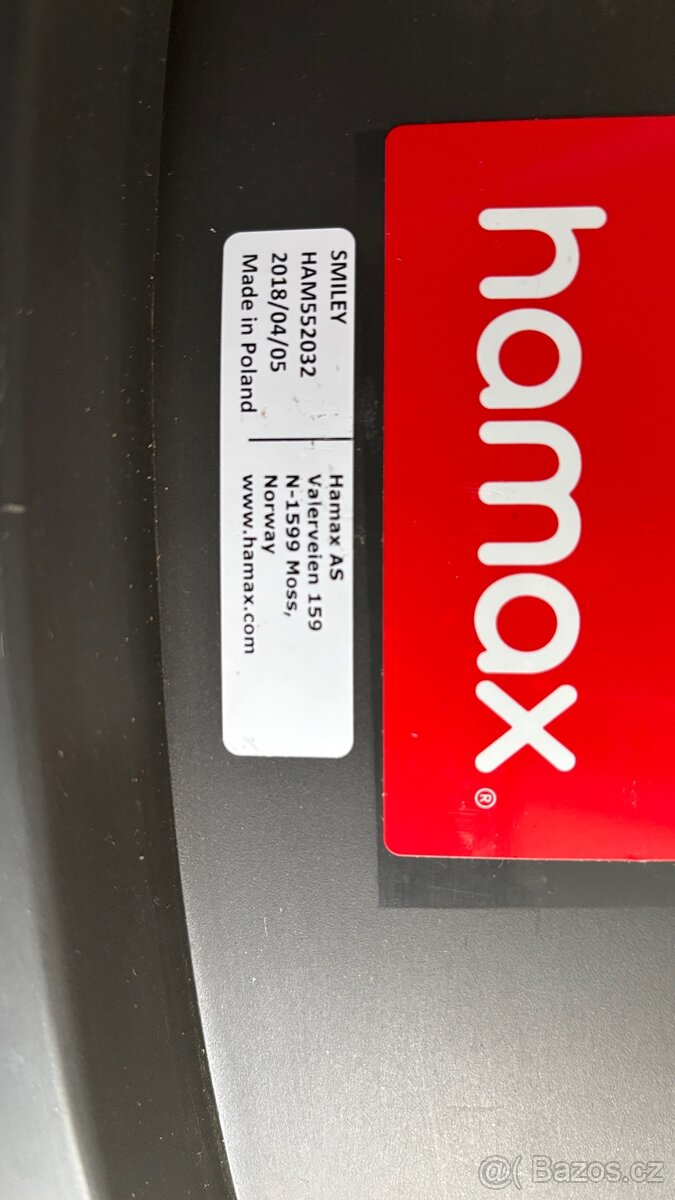 hamax®
SMILEY
HAM552032
2018/04/05
Made in Poland
Hamax AS
Valerveien 159
N-1599 Moss,
Norway
www.hamax.com
@( Bazos.cz